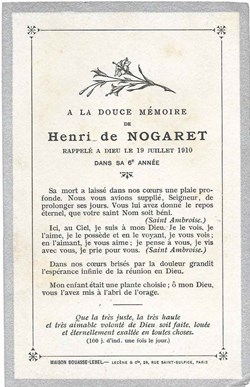 A LA DOUCE MÉMOIRE
DE
Henri de NOGARET
RAPPELÉ A DIEU LE 19 JUILLET 1910
DANS SA 6e ANNÉE
Sa mort a laissé dans nos cœurs une plaie pro-
fonde. Nous vous avions supplié, Seigneur, de
prolonger ses jours. Vous lui avez donné le repos
éternel, que votre saint Nom soit béni.
(Saint Ambroise.)
Ici, au Ciel, je suis à mon Dieu. Je le vois, je
l'aime, je le possède et en le voyant, je vous vois ;
en l'aimant, je vous aime ; je pense à vous, je vis
avec vous, je prie pour vous. (Saint Ambroise.)
Dans nos cœurs brisés par la douleur grandit
l'espérance infinie de la réunion en Dieu.
Mon enfant était une plante choisie ; ô mon Dieu,
vous l'avez mis à l'abri de l'orage.
Que la très juste, la très haute
et très aimable volonté de Dieu soit faite, louée
et éternellement exaltée en toutes choses.
(100 j. d'ind. une fois le jour.)
MAISON BOUASSE-LEBEL.— LECÈNE & Cie, 29, RUE SAINT-SULPICE, PARIS